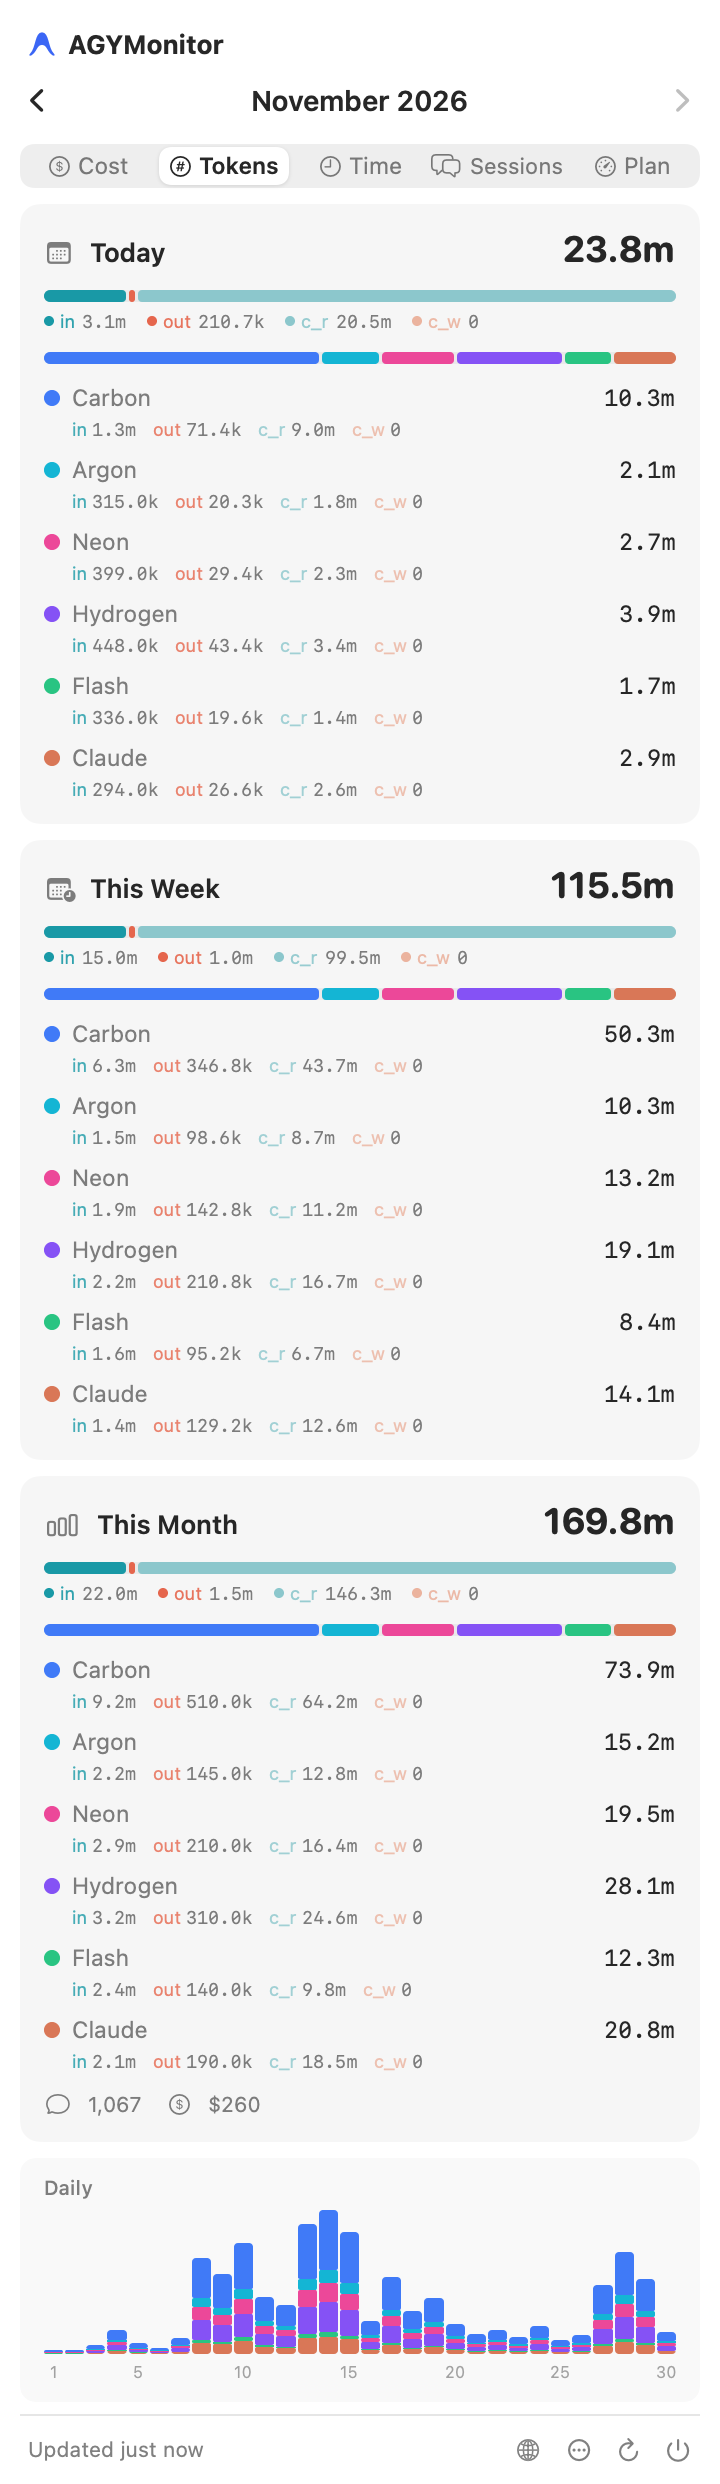 AGYMonitor
November 2026
Cost Tokens Time Sessions Plan
Today 23.8m
in 3.1m out 210.7k c_r 20.5m c_w 0
Carbon 10.3m
in 1.3m out 71.4k c_r 9.0m c_w 0
Argon 2.1m
in 315.0k out 20.3k c_r 1.8m c_w 0
Neon 2.7m
in 399.0k out 29.4k c_r 2.3m c_w 0
Hydrogen 3.9m
in 448.0k out 43.4k c_r 3.4m c_w 0
Flash 1.7m
in 336.0k out 19.6k c_r 1.4m c_w 0
Claude 2.9m
in 294.0k out 26.6k c_r 2.6m c_w 0
This Week 115.5m
in 15.0m out 1.0m c_r 99.5m c_w 0
Carbon 50.3m
in 6.3m out 346.8k c_r 43.7m c_w 0
Argon 10.3m
in 1.5m out 98.6k c_r 8.7m c_w 0
Neon 13.2m
in 1.9m out 142.8k c_r 11.2m c_w 0
Hydrogen 19.1m
in 2.2m out 210.8k c_r 16.7m c_w 0
Flash 8.4m
in 1.6m out 95.2k c_r 6.7m c_w 0
Claude 14.1m
in 1.4m out 129.2k c_r 12.6m c_w 0
This Month 169.8m
in 22.0m out 1.5m c_r 146.3m c_w 0
Carbon 73.9m
in 9.2m out 510.0k c_r 64.2m c_w 0
Argon 15.2m
in 2.2m out 145.0k c_r 12.8m c_w 0
Neon 19.5m
in 2.9m out 210.0k c_r 16.4m c_w 0
Hydrogen 28.1m
in 3.2m out 310.0k c_r 24.6m c_w 0
Flash 12.3m
in 2.4m out 140.0k c_r 9.8m c_w 0
Claude 20.8m
in 2.1m out 190.0k c_r 18.5m c_w 0
1,067 $260
Daily
1 5 10 15 20 25 30
Updated just now